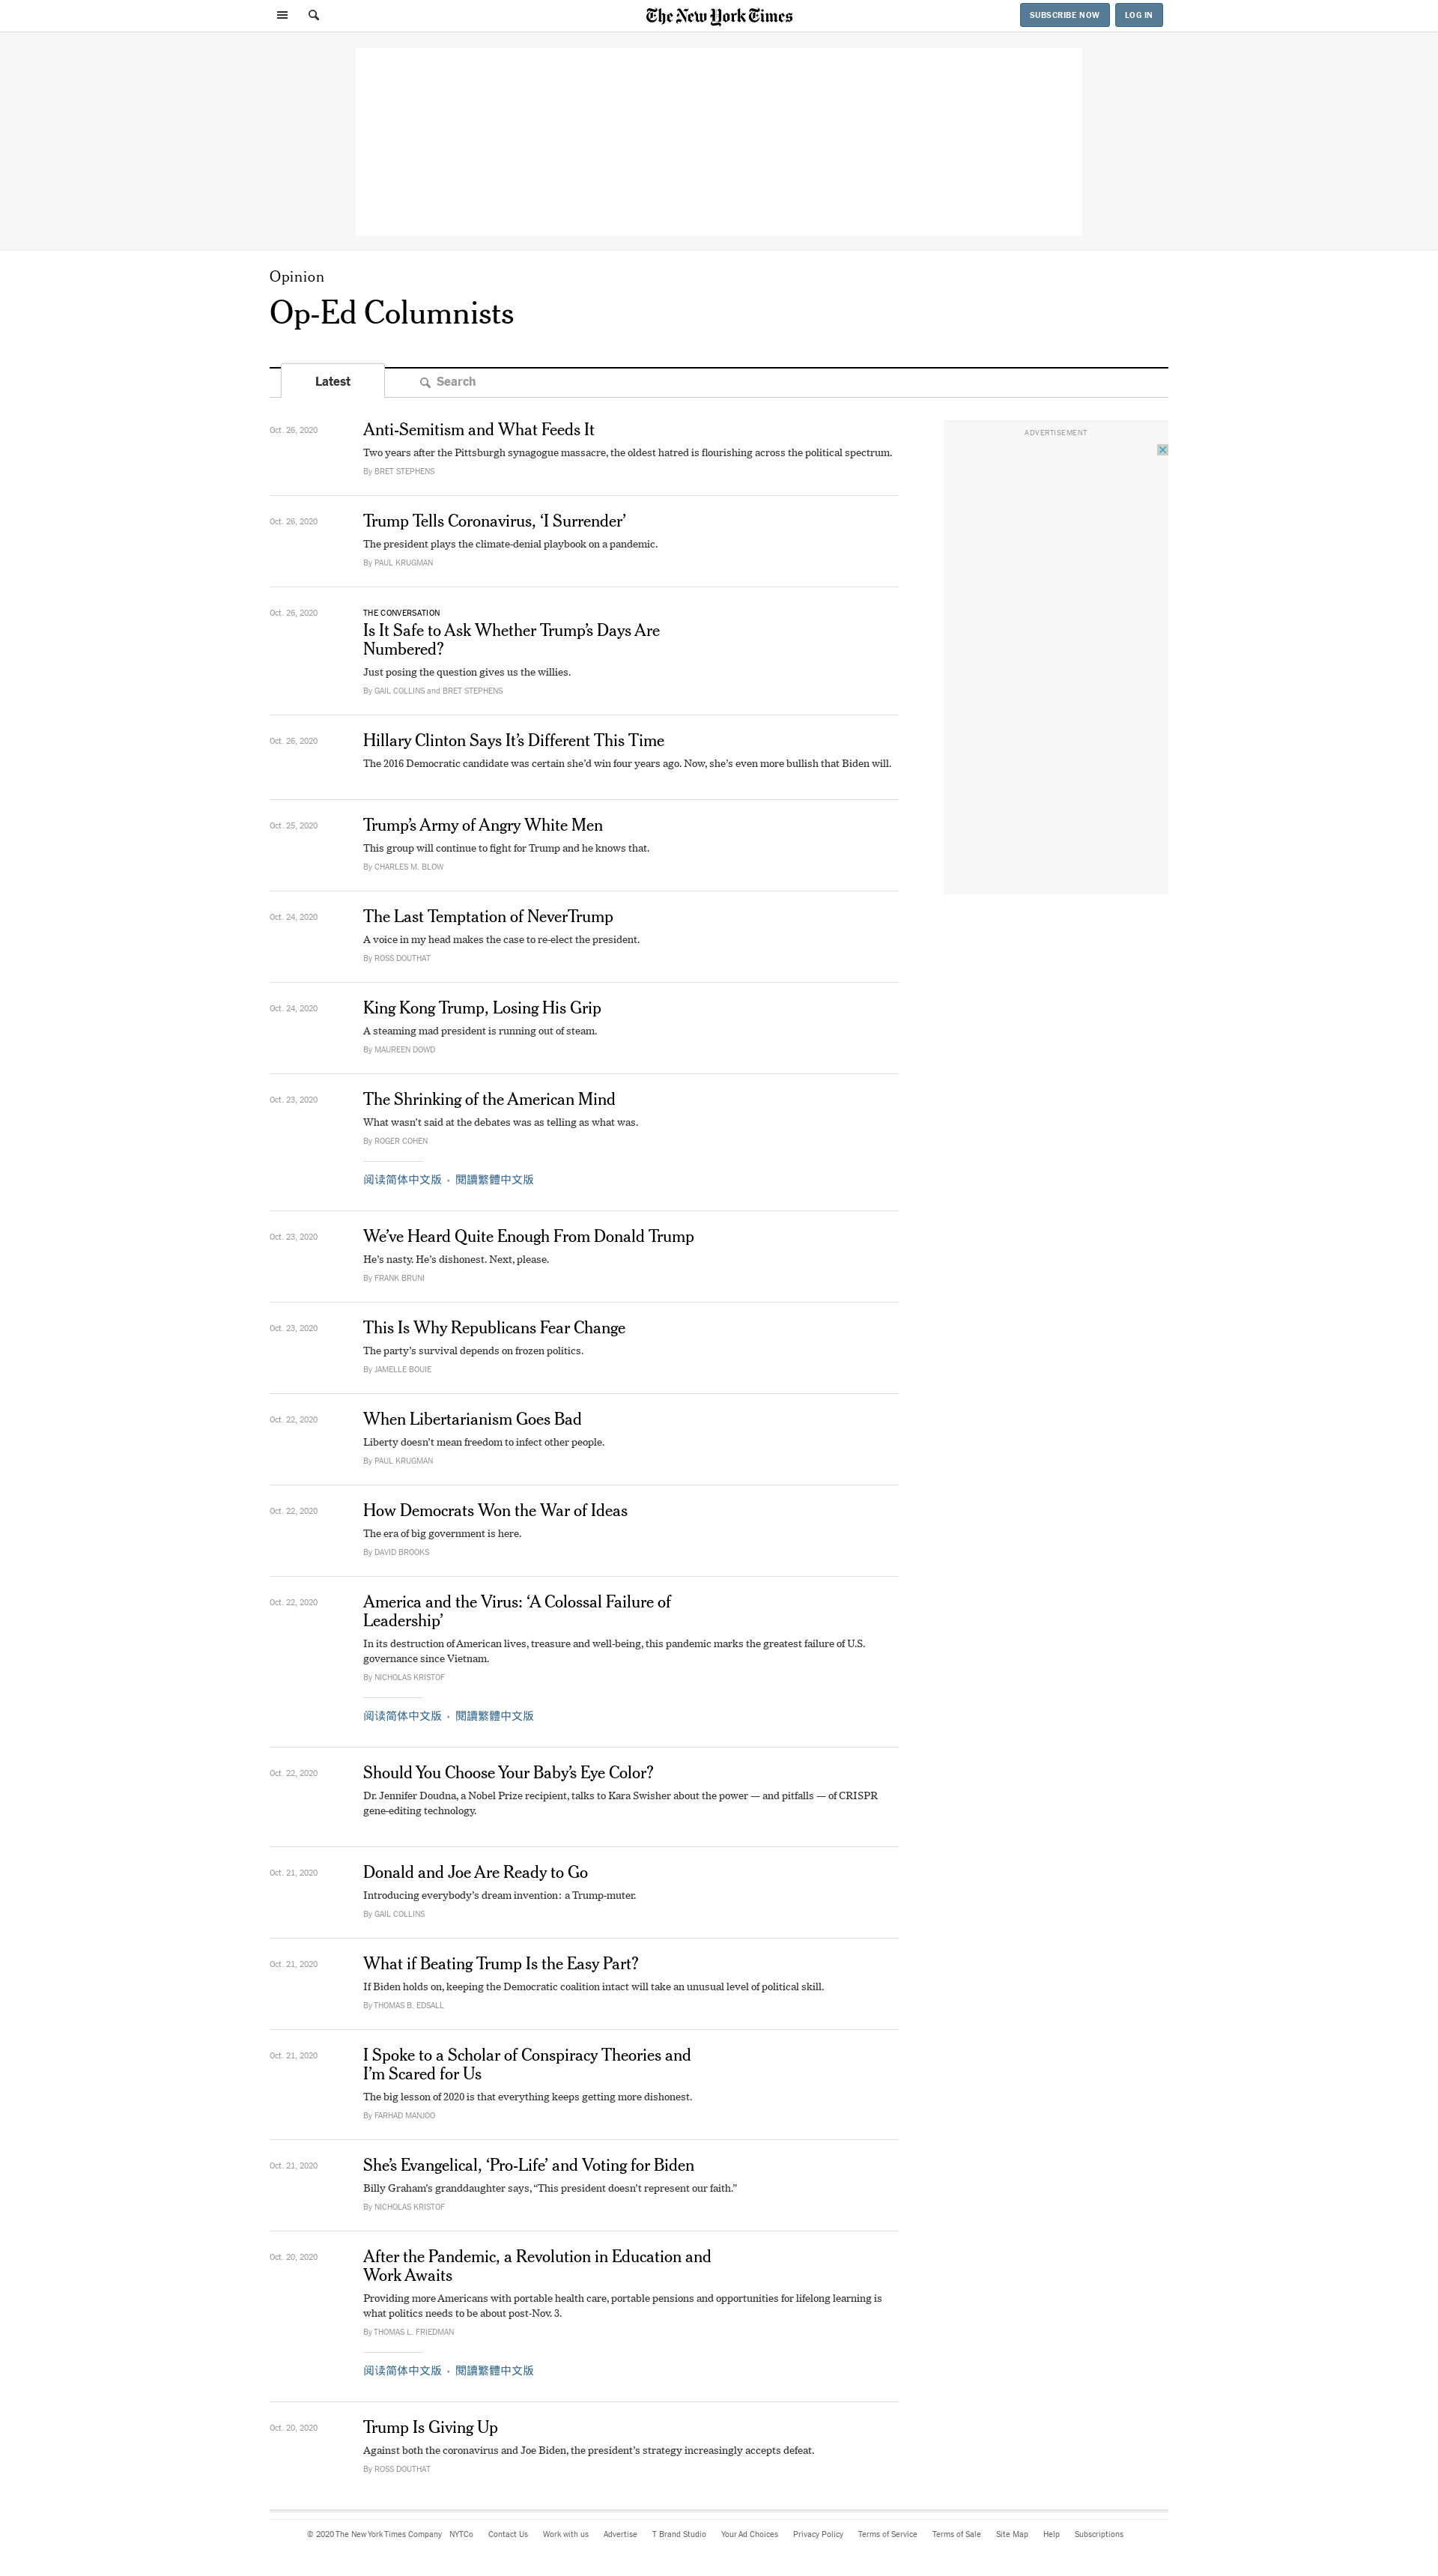 The New York Times
SUBSCRIBE NOW
LOG IN
Opinion
Op-Ed Columnists
Latest
Search
ADVERTISEMENT
Oct. 26, 2020
Anti-Semitism and What Feeds It
Two years after the Pittsburgh synagogue massacre, the oldest hatred is flourishing across the political spectrum.
By BRET STEPHENS
Oct. 26, 2020
Trump Tells Coronavirus, ‘I Surrender’
The president plays the climate-denial playbook on a pandemic.
By PAUL KRUGMAN
Oct. 26, 2020
THE CONVERSATION
Is It Safe to Ask Whether Trump’s Days Are
Numbered?
Just posing the question gives us the willies.
By GAIL COLLINS and BRET STEPHENS
Oct. 26, 2020
Hillary Clinton Says It’s Different This Time
The 2016 Democratic candidate was certain she’d win four years ago. Now, she’s even more bullish that Biden will.
Oct. 25, 2020
Trump’s Army of Angry White Men
This group will continue to fight for Trump and he knows that.
By CHARLES M. BLOW
Oct. 24, 2020
The Last Temptation of NeverTrump
A voice in my head makes the case to re-elect the president.
By ROSS DOUTHAT
Oct. 24, 2020
King Kong Trump, Losing His Grip
A steaming mad president is running out of steam.
By MAUREEN DOWD
Oct. 23, 2020
The Shrinking of the American Mind
What wasn’t said at the debates was as telling as what was.
By ROGER COHEN
阅读简体中文版 • 閱讀繁體中文版
Oct. 23, 2020
We’ve Heard Quite Enough From Donald Trump
He’s nasty. He’s dishonest. Next, please.
By FRANK BRUNI
Oct. 23, 2020
This Is Why Republicans Fear Change
The party’s survival depends on frozen politics.
By JAMELLE BOUIE
Oct. 22, 2020
When Libertarianism Goes Bad
Liberty doesn’t mean freedom to infect other people.
By PAUL KRUGMAN
Oct. 22, 2020
How Democrats Won the War of Ideas
The era of big government is here.
By DAVID BROOKS
Oct. 22, 2020
America and the Virus: ‘A Colossal Failure of
Leadership’
In its destruction of American lives, treasure and well-being, this pandemic marks the greatest failure of U.S.
governance since Vietnam.
By NICHOLAS KRISTOF
阅读简体中文版 • 閱讀繁體中文版
Oct. 22, 2020
Should You Choose Your Baby’s Eye Color?
Dr. Jennifer Doudna, a Nobel Prize recipient, talks to Kara Swisher about the power — and pitfalls — of CRISPR
gene-editing technology.
Oct. 21, 2020
Donald and Joe Are Ready to Go
Introducing everybody’s dream invention: a Trump-muter.
By GAIL COLLINS
Oct. 21, 2020
What if Beating Trump Is the Easy Part?
If Biden holds on, keeping the Democratic coalition intact will take an unusual level of political skill.
By THOMAS B. EDSALL
Oct. 21, 2020
I Spoke to a Scholar of Conspiracy Theories and
I’m Scared for Us
The big lesson of 2020 is that everything keeps getting more dishonest.
By FARHAD MANJOO
Oct. 21, 2020
She’s Evangelical, ‘Pro-Life’ and Voting for Biden
Billy Graham’s granddaughter says, “This president doesn’t represent our faith.”
By NICHOLAS KRISTOF
Oct. 20, 2020
After the Pandemic, a Revolution in Education and
Work Awaits
Providing more Americans with portable health care, portable pensions and opportunities for lifelong learning is
what politics needs to be about post-Nov. 3.
By THOMAS L. FRIEDMAN
阅读简体中文版 • 閱讀繁體中文版
Oct. 20, 2020
Trump Is Giving Up
Against both the coronavirus and Joe Biden, the president’s strategy increasingly accepts defeat.
By ROSS DOUTHAT
© 2020 The New York Times Company NYTCo Contact Us Work with us Advertise T Brand Studio Your Ad Choices Privacy Policy Terms of Service Terms of Sale Site Map Help Subscriptions